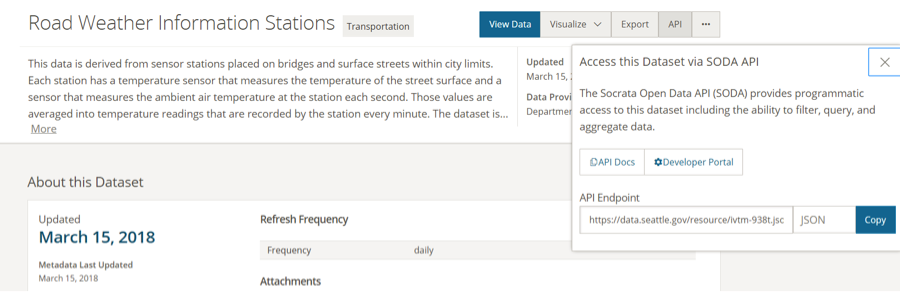 Road Weather Information Stations
Transportation
View Data
Visualize
Export
API
...
This data is derived from sensor stations placed on bridges and surface streets within city limits.
Each station has a temperature sensor that measures the temperature of the street surface and a
sensor that measures the ambient air temperature at the station each second. Those values are
averaged into temperature readings that are recorded by the station every minute. The dataset is...
More
Updated
March 15,
Data Provi
Departme
Access this Dataset via SODA API
The Socrata Open Data API (SODA) provides programmatic
access to this dataset including the ability to filter, query, and
aggregate data.
API Docs
Developer Portal
API Endpoint
https://data.seattle.gov/resource/ivtm-938t.jsc
JSON
Copy
About this Dataset
Updated
March 15, 2018
Metadata Last Updated
March 15, 2018
Refresh Frequency
Frequency daily
Attachments